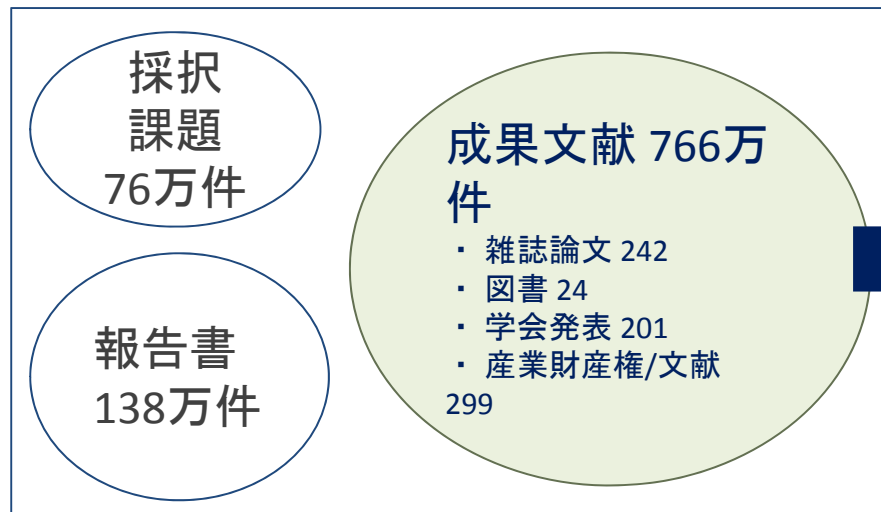 採択
課題
76万件
報告書
138万件
成果文献 766万
件
・ 雑誌論文 242
・ 図書 24
・ 学会発表 201
・ 産業財産権/文献
299